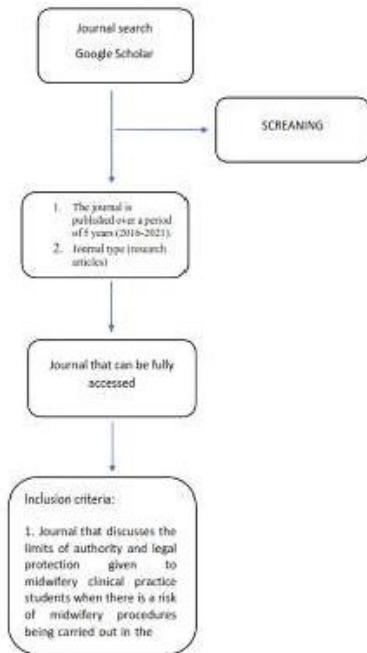 Journal search
Google Scholar
SCREANING
1. The journal is
published over a period
of 5 years (2016-2021).
2. Journal type (research
articles)
Journal that can be fully
accessed
Inclusion criteria:
1. Journal that discusses the
limits of authority and legal
protection given to
midwifery clinical practice
students when there is a risk
of midwifery procedures
being carried out in the